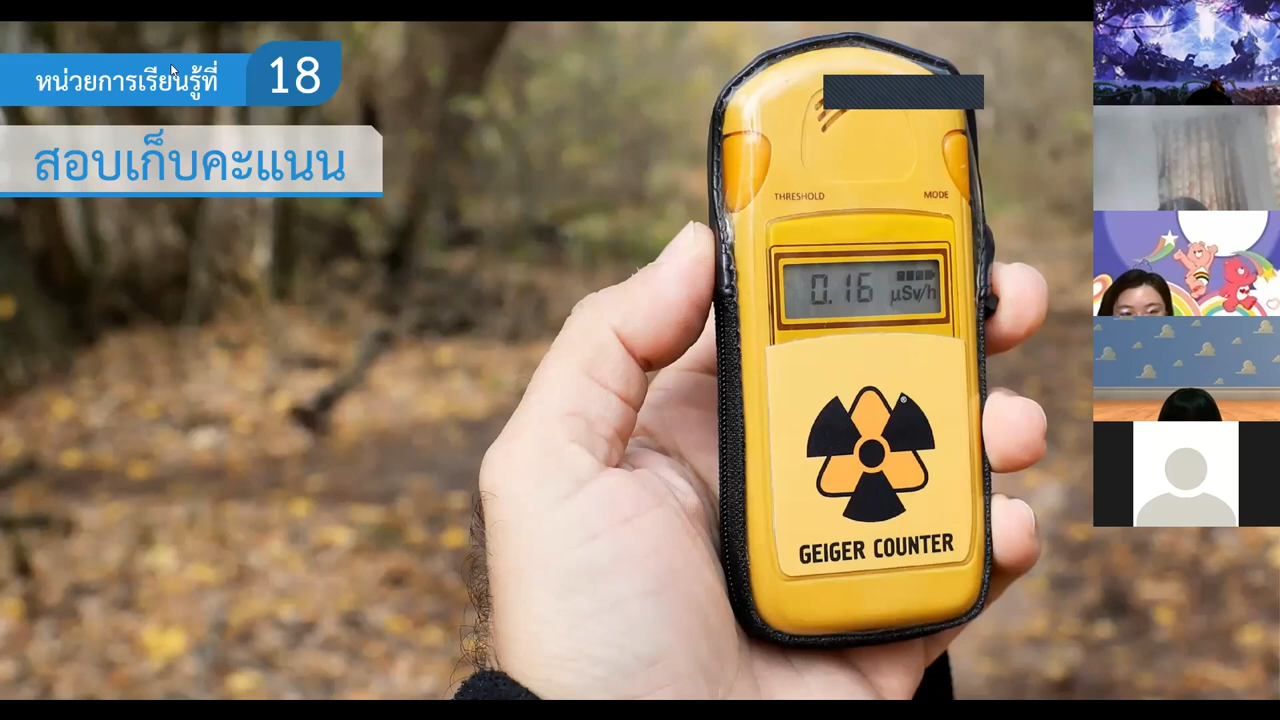 หน่วยการเรียนรู้ที่ 18
สอบเก็บคะแนน
THRESHOLD MODE
0.16 µSv/h
®
GEIGER COUNTER